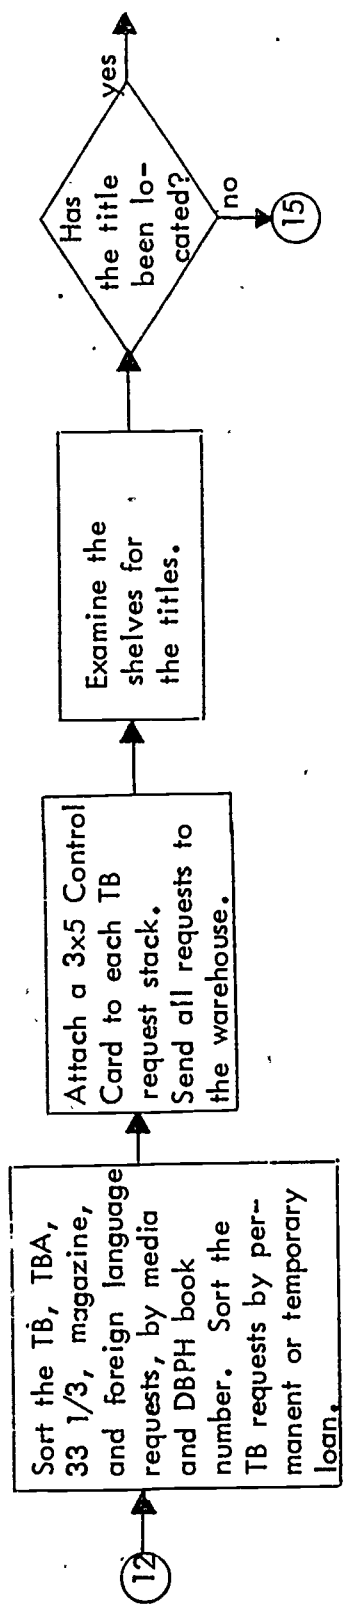 12
Sort the TB, TBA,
33 1/3, magazine,
and foreign language
requests, by media
and DBPH book
number. Sort the
TB requests by per-
manent or temporary
loan.
Attach a 3x5 Control
Card to each TB
request stack.
Send all requests to
the warehouse.
Examine the
shelves for
the titles.
Has
the title
been lo-
cated?
yes
no
15